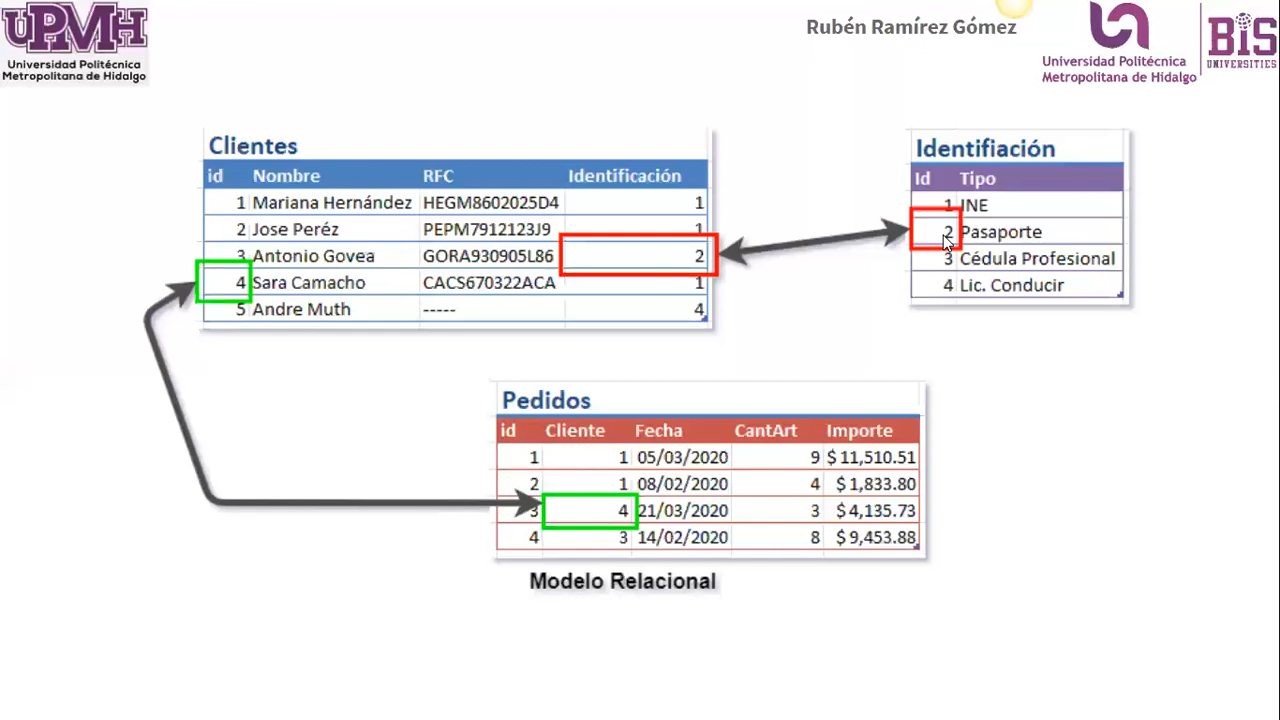 UPMH
Universidad Politécnica
Metropolitana de Hidalgo
Rubén Ramírez Gómez
Universidad Politécnica
Metropolitana de Hidalgo
BIS
UNIVERSITIES
Clientes
id Nombre RFC Identificación
1 Mariana Hernández HEGM8602025D4 1
2 Jose Peréz PEPM7912123J9 1
3 Antonio Govea GORA930905L86 2
4 Sara Camacho CACS670322ACA 1
5 Andre Muth ----- 4
Identifiación
Id Tipo
1 INE
2 Pasaporte
3 Cédula Profesional
4 Lic. Conducir
Pedidos
id Cliente Fecha CantArt Importe
1 1 05/03/2020 9 $ 11,510.51
2 1 08/02/2020 4 $ 1,833.80
3 4 21/03/2020 3 $ 4,135.73
4 3 14/02/2020 8 $ 9,453.88
Modelo Relacional